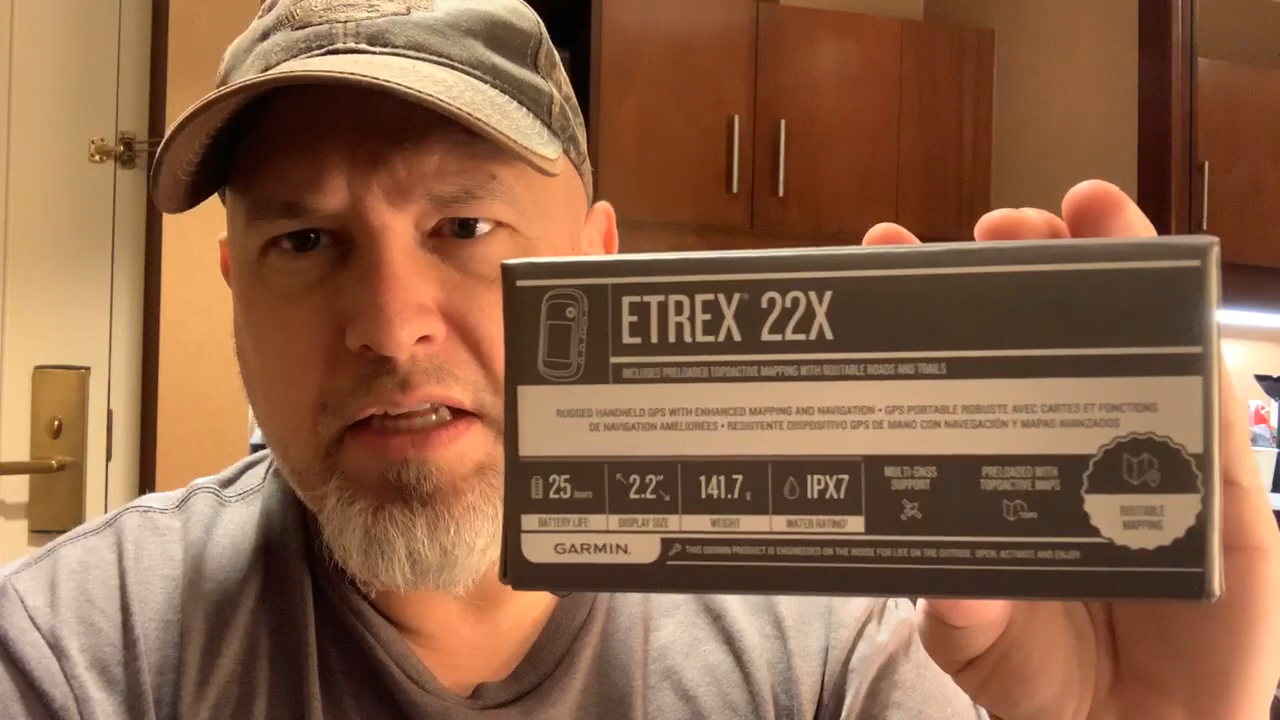 ETREX® 22X
INCLUDES PRELOADED TOPOACTIVE MAPPING WITH ROUTABLE ROADS AND TRAILS
RUGGED HANDHELD GPS WITH ENHANCED MAPPING AND NAVIGATION • GPS PORTABLE ROBUSTE AVEC CARTES ET FONCTIONS
DE NAVIGATION AMÉLIORÉES • RESISTENTE DISPOSITIVO GPS DE MANO CON NAVEGACIÓN Y MAPAS AVANZADOS
25 hours
BATTERY LIFE¹
2.2"
DISPLAY SIZE
141.7 g
WEIGHT
IPX7
WATER RATING²
MULTI-GNSS
SUPPORT
PRELOADED WITH
TOPOACTIVE MAPS
TOPO
ROUTABLE
MAPPING
GARMIN.
THIS GARMIN PRODUCT IS ENGINEERED ON THE INSIDE FOR LIFE ON THE OUTSIDE. OPEN, ACTIVATE AND ENJOY.